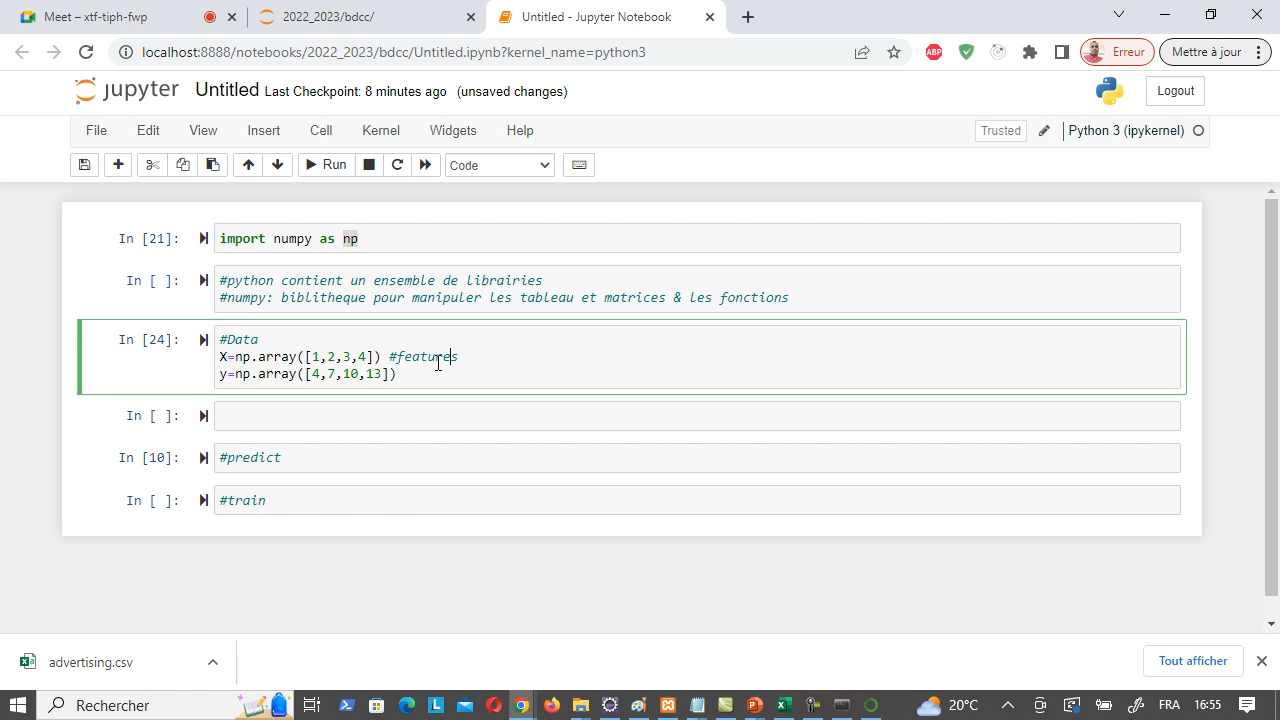 Meet – xtf-tiph-fwp
2022_2023/bdcc/
Untitled - Jupyter Notebook
localhost:8888/notebooks/2022_2023/bdcc/Untitled.ipynb?kernel_name=python3
ABP
Erreur
Mettre à jour
jupyter
Untitled Last Checkpoint: 8 minutes ago (unsaved changes)
Logout
File Edit View Insert Cell Kernel Widgets Help
Trusted
Python 3 (ipykernel)
Run
Code
In [21]: import numpy as np
In [ ]: #python contient un ensemble de librairies
#numpy: biblitheque pour manipuler les tableau et matrices & les fonctions
In [24]: #Data
X=np.array([1,2,3,4]) #features
y=np.array([4,7,10,13])
In [ ]:
In [10]: #predict
In [ ]: #train
advertising.csv
Tout afficher
Rechercher
20°C
FRA
16:55